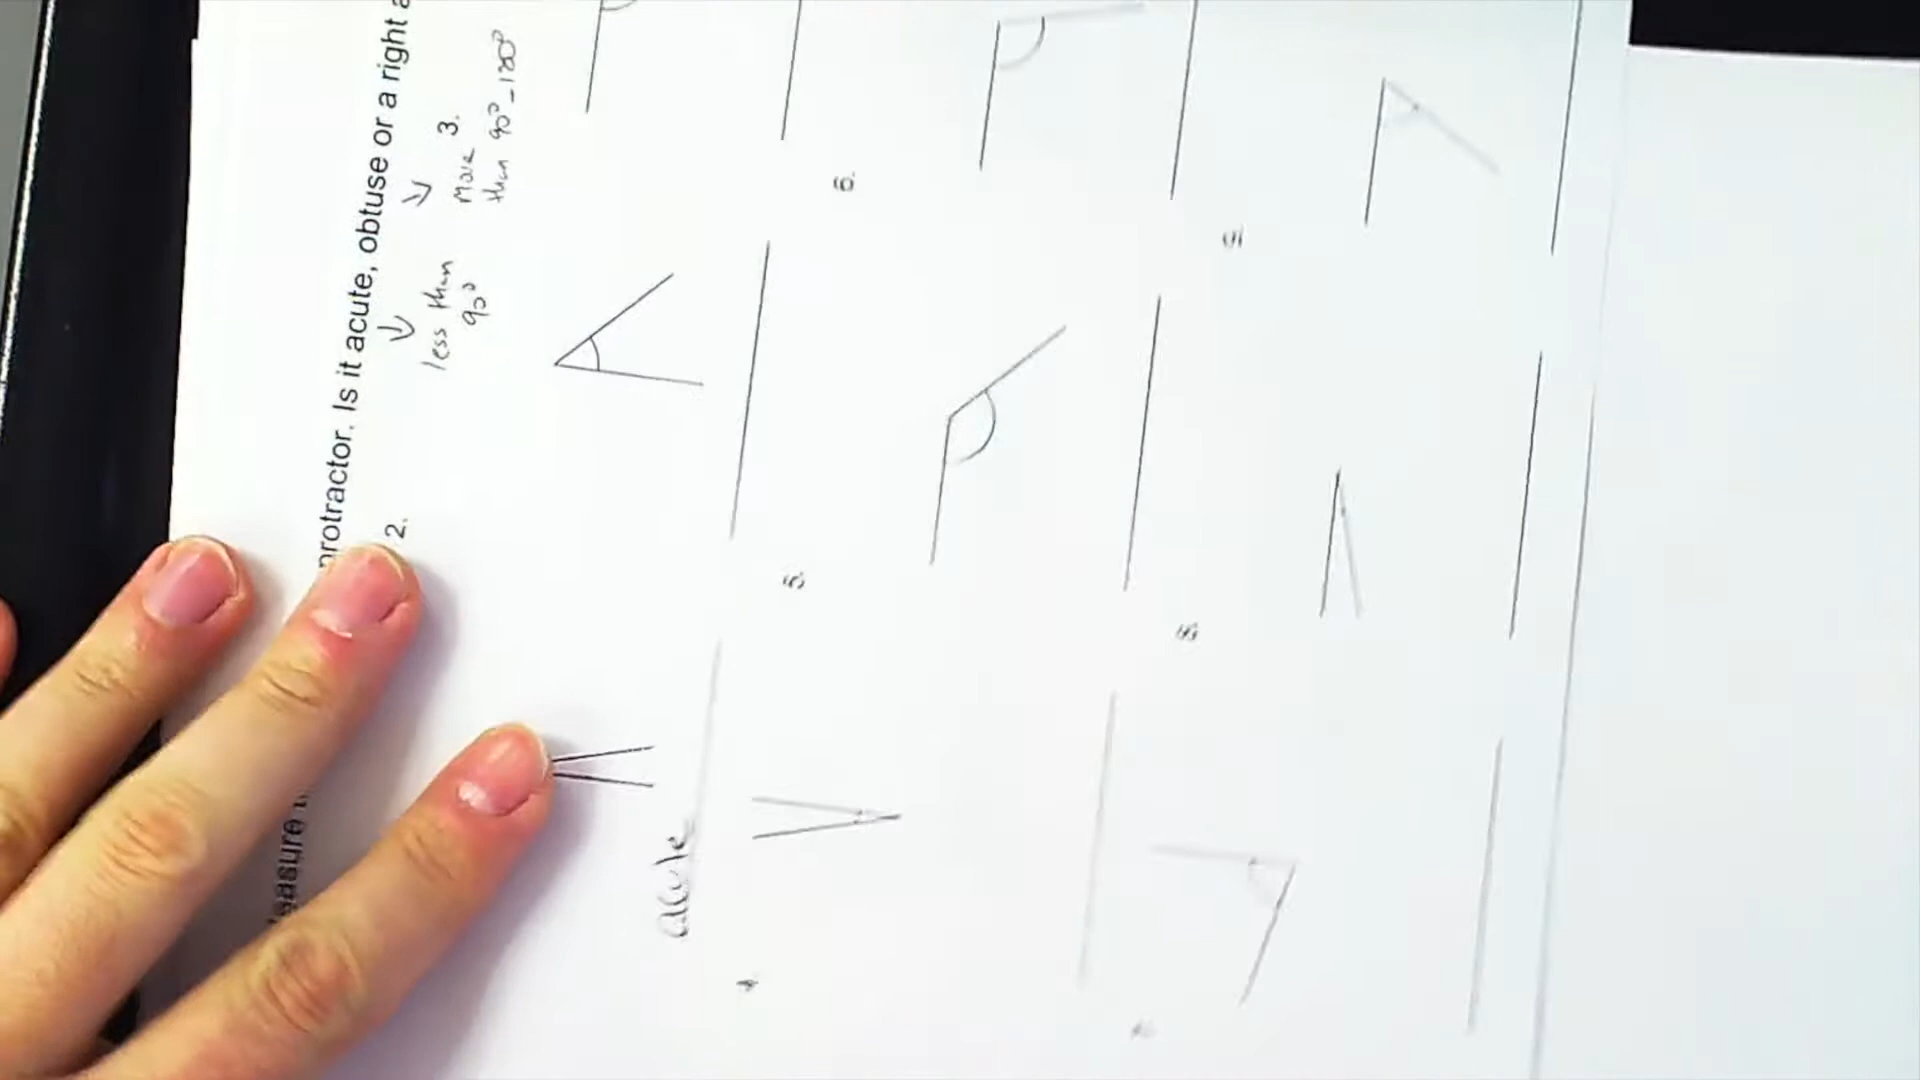 easure
protractor. Is it acute, obtuse or a right a
less than
90°
More
than 90° - 180°
2.
3.
acute
4.
5.
6.
8.
9.